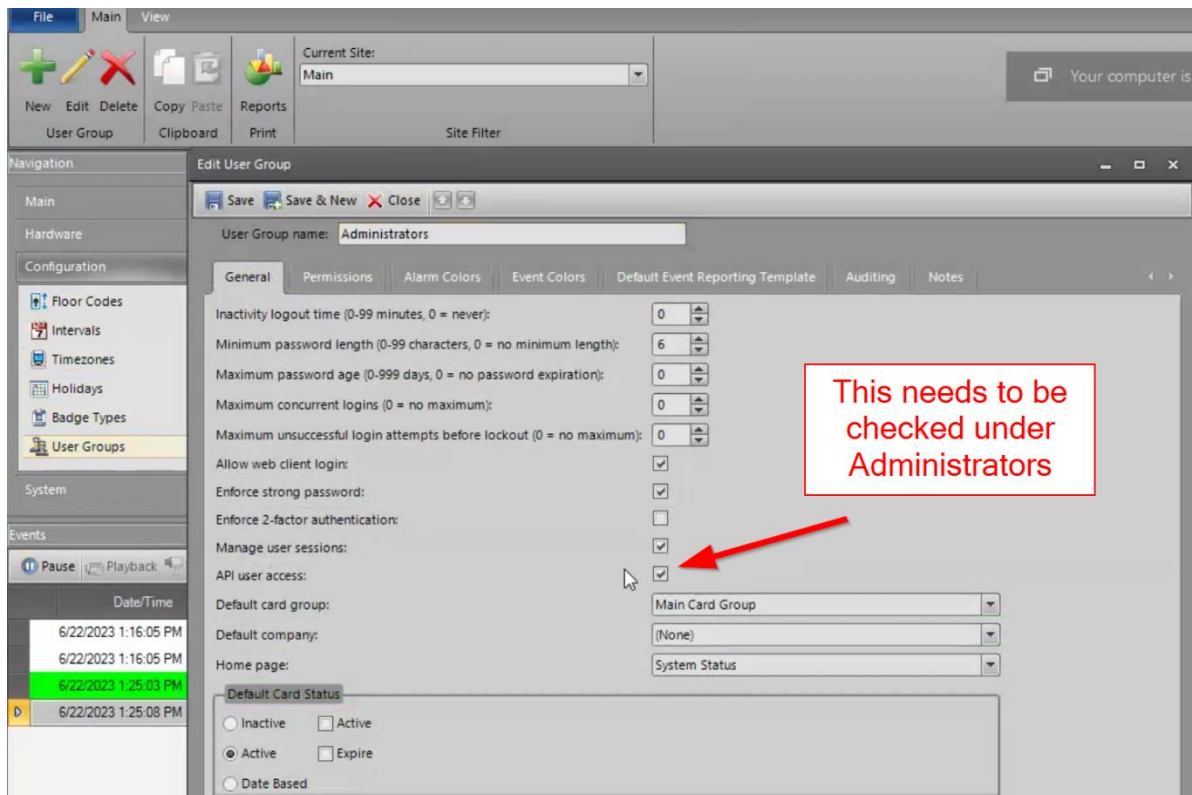 File Main View
Current Site:
Main
Your computer is
New Edit Delete Copy Paste Reports
User Group Clipboard Print Site Filter
Navigation
Main
Hardware
Configuration
Floor Codes
Intervals
Timezones
Holidays
Badge Types
User Groups
System
Events
Pause Playback
Date/Time
6/22/2023 1:16:05 PM
6/22/2023 1:16:05 PM
6/22/2023 1:25:03 PM
6/22/2023 1:25:08 PM
Edit User Group
Save Save & New Close
User Group name: Administrators
General Permissions Alarm Colors Event Colors Default Event Reporting Template Auditing Notes
Inactivity logout time (0-99 minutes, 0 = never): 0
Minimum password length (0-99 characters, 0 = no minimum length): 6
Maximum password age (0-999 days, 0 = no password expiration): 0
Maximum concurrent logins (0 = no maximum): 0
Maximum unsuccessful login attempts before lockout (0 = no maximum): 0
Allow web client login:
Enforce strong password:
Enforce 2-factor authentication:
Manage user sessions:
API user access:
Default card group: Main Card Group
Default company: (None)
Home page: System Status
Default Card Status
Inactive Active
Active Expire
Date Based
This needs to be
checked under
Administrators